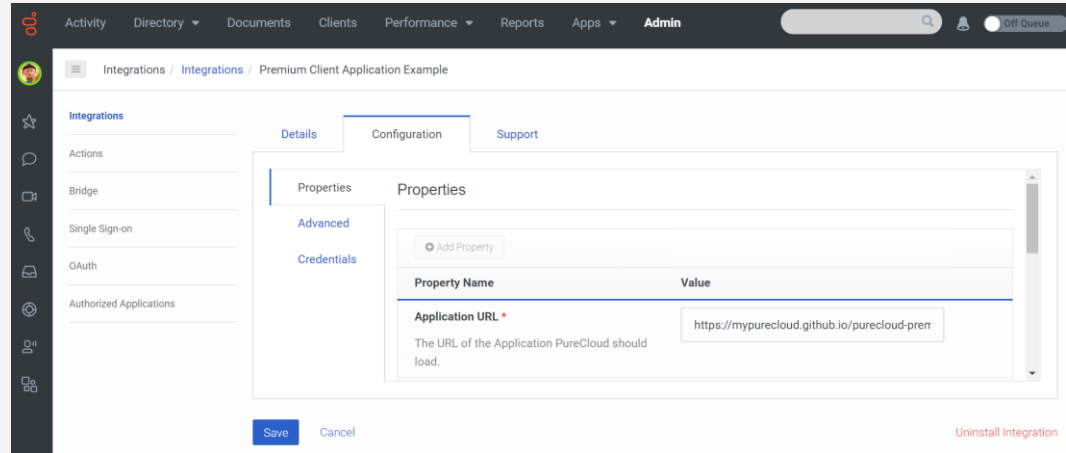 Activity Directory Documents Clients Performance Reports Apps Admin Off Queue
Integrations / Integrations / Premium Client Application Example
Integrations
Actions
Bridge
Single Sign-on
OAuth
Authorized Applications
Details Configuration Support
Properties
Advanced
Credentials
Properties
Add Property
Property Name Value
Application URL *
The URL of the Application PureCloud should
load.
https://mypurecloud.github.io/purecloud-prem
Save Cancel Uninstall Integration